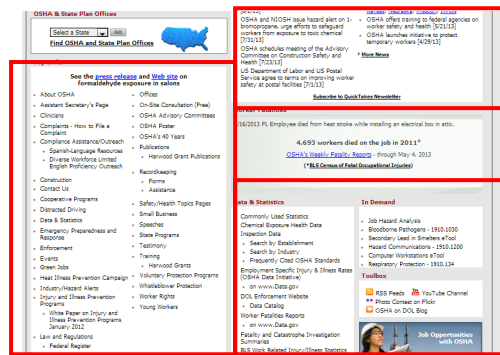 OSHA & State Plan Offices
Select a State GO
Find OSHA and State Plan Offices
See the press release and Web site on
formaldehyde exposure in salons
About OSHA
Assistant Secretary's Page
Clinicians
Complaints - How to File a
Complaint
Compliance Assistance/Outreach
Spanish-Language Resources
Diverse Workforce Limited
English Proficiency Outreach
Construction
Contact Us
Cooperative Programs
Distracted Driving
Data & Statistics
Emergency Preparedness and
Response
Enforcement
Events
Green Jobs
Heat Illness Prevention Campaign
Industry/Hazard Alerts
Injury and Illness Prevention
Programs
White Paper on Injury and
Illness Prevention Programs
January 2012
Law and Regulations
Federal Register
Offices
On-Site Consultation (Free)
OSHA Advisory Committees
OSHA Poster
OSHA's 40 Years
Publications
Harwood Grant Publications
Recordkeeping
Forms
Assistance
Safety/Health Topics Pages
Small Business
Speeches
State Programs
Testimony
Training
Harwood Grants
Voluntary Protection Programs
Whistleblower Protection
Worker Rights
Young Workers
OSHA and NIOSH issue hazard alert on 1-
bromopropane, urge efforts to safeguard
workers from exposure to toxic chemical
[7/31/13]
OSHA schedules meeting of the Advisory
Committee on Construction Safety and
Health [7/23/13]
US Department of Labor and US Postal
Service agree to terms on improving worker
safety at postal facilities [7/1/13]
OSHA offers training to federal agencies on
worker safety and health [5/21/13]
OSHA launches initiative to protect
temporary workers [4/29/13]
More News
Subscribe to QuickTakes Newsletter
Worker Fatalities
/16/2013 FL Employee died from heat stroke while installing an electrical box in attic.
4,693 workers died on the job in 2011*
OSHA's Weekly Fatality Reports - through May 4, 2013
(*BLS Census of Fatal Occupational Injuries)
ata & Statistics
Commonly Used Statistics
Chemical Exposure Health Data
Inspection Data
Search by Establishment
Search by Industry
Frequently Cited OSHA Standards
Employment Specific Injury & Illness Rates
(OSHA Data Initiative)
on www.Data.gov
DOL Enforcement Website
Data Catalog
Worker Fatalities Reports
on www.Data.gov
Fatality and Catastrophe Investigation
Summaries
BLS Work Related Injury/Illness Statistics
In Demand
Job Hazard Analysis
Bloodborne Pathogens - 1910.1030
Secondary Lead in Smelters eTool
Hazard Communications - 1910.1200
Computer Workstations eTool
Respiratory Protection - 1910.134
Toolbox
RSS Feeds YouTube Channel
Photo Contest on Flickr
OSHA on DOL Blog
Job Opportunities
with OSHA